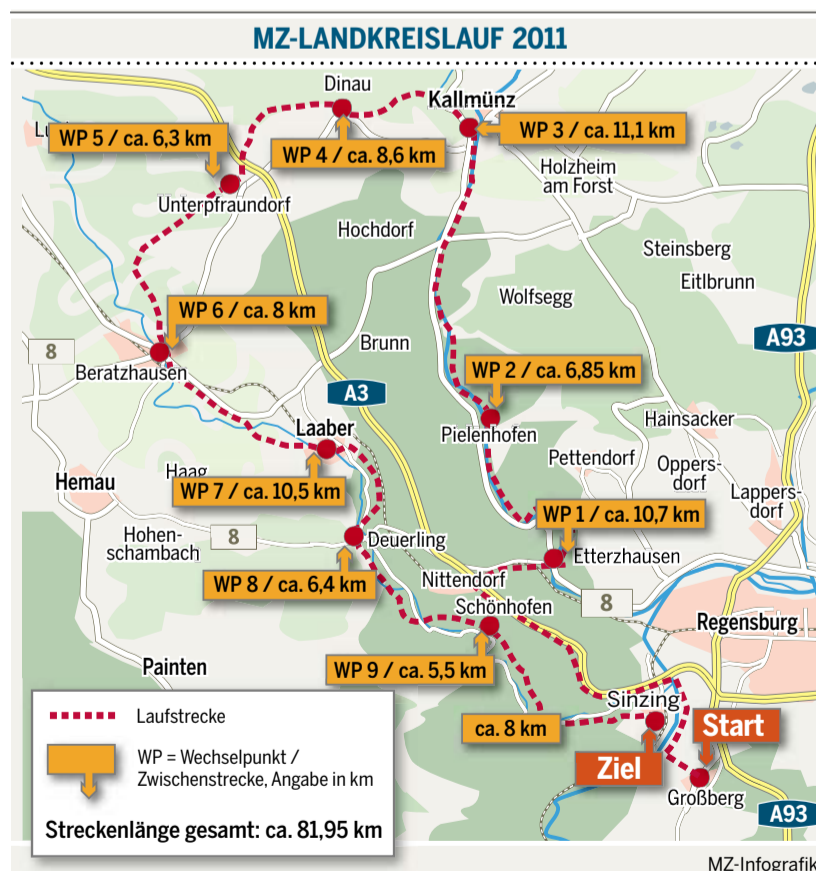 MZ-LANDKREISLAUF 2011
Dinau
Kallmünz
WP 5 / ca. 6,3 km
WP 4 / ca. 8,6 km
WP 3 / ca. 11,1 km
Holzheim
am Forst
Unterpfraundorf
Hochdorf
Steinsberg
Eitlbrunn
Wolfsegg
WP 6 / ca. 8 km
A93
8
Brunn
Beratzhausen
WP 2 / ca. 6,85 km
A3
Pielenhofen
Hainsacker
Laaber
Pettendorf
Oppers-
dorf
Haag
Hemau
WP 7 / ca. 10,5 km
Lappers-
dorf
WP 1 / ca. 10,7 km
Hohen-
schambach
8
Deuerling
Etterzhausen
WP 8 / ca. 6,4 km
Nittendorf
Schönhofen
8
Regensburg
WP 9 / ca. 5,5 km
Painten
Sinzing
ca. 8 km
Start
Ziel
Großberg
A93
Laufstrecke
WP = Wechselpunkt /
Zwischenstrecke, Angabe in km
Streckenlänge gesamt: ca. 81,95 km
MZ-Infografik